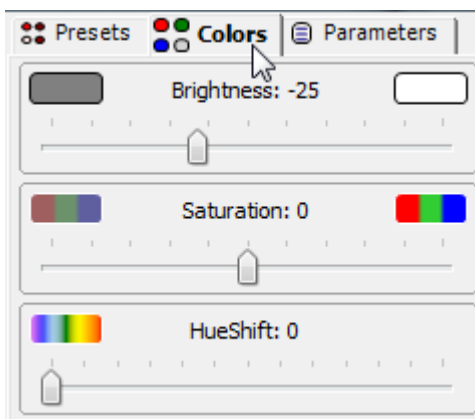 Presets Colors Parameters
Brightness: -25
Saturation: 0
HueShift: 0